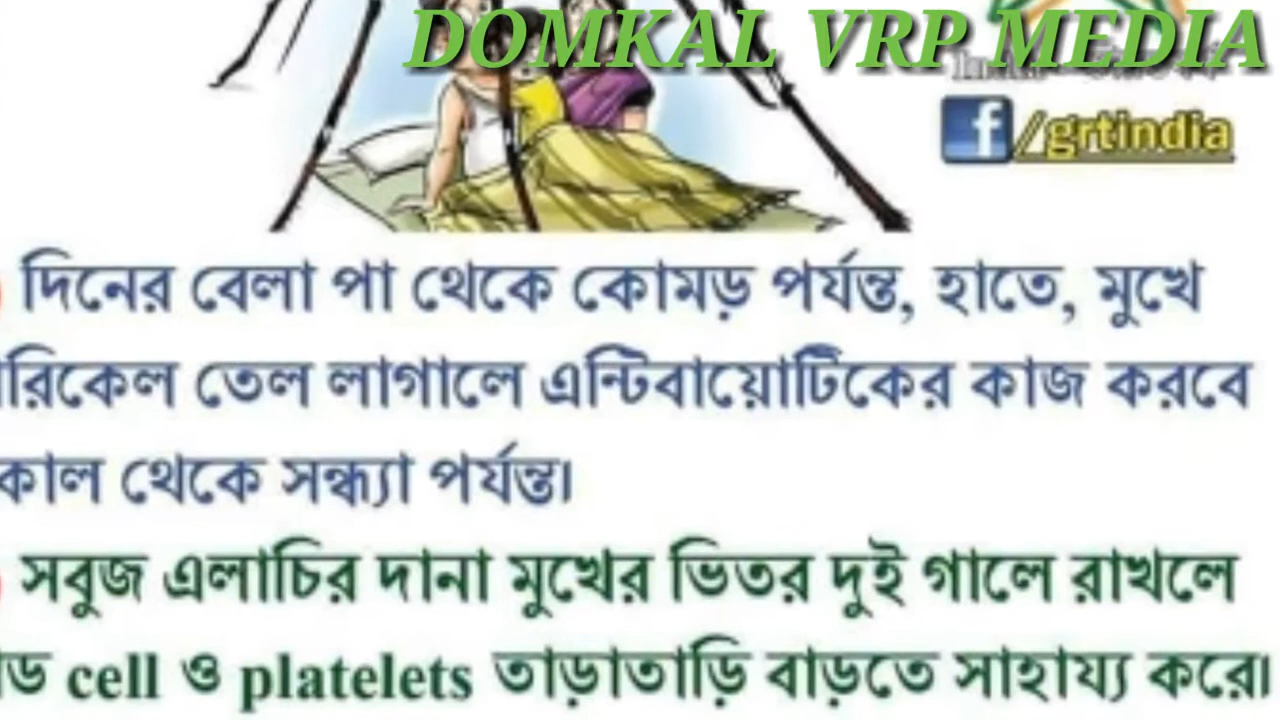 DOMKAL VRP MEDIA
/grtindia
দিনের বেলা পা থেকে কোমড় পর্যন্ত, হাতে, মুখে
তেল লাগালে এন্টিবায়োটিকের কাজ করবে
থেকে সন্ধ্যা পর্যন্ত।
সবুজ এলাচির দানা মুখের ভিতর দুই গালে রাখলে
cell ও platelets তাড়াতাড়ি বাড়তে সাহায্য করে।